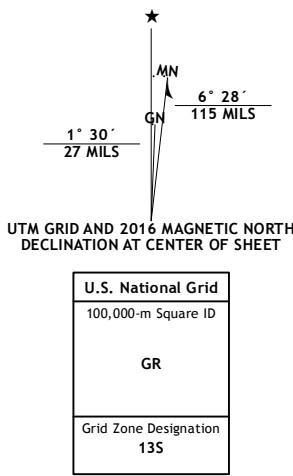 ★
MN
GN
6° 28´
115 MILS
1° 30´
27 MILS
UTM GRID AND 2016 MAGNETIC NORTH
DECLINATION AT CENTER OF SHEET
U.S. National Grid
100,000-m Square ID
GR
Grid Zone Designation
13S